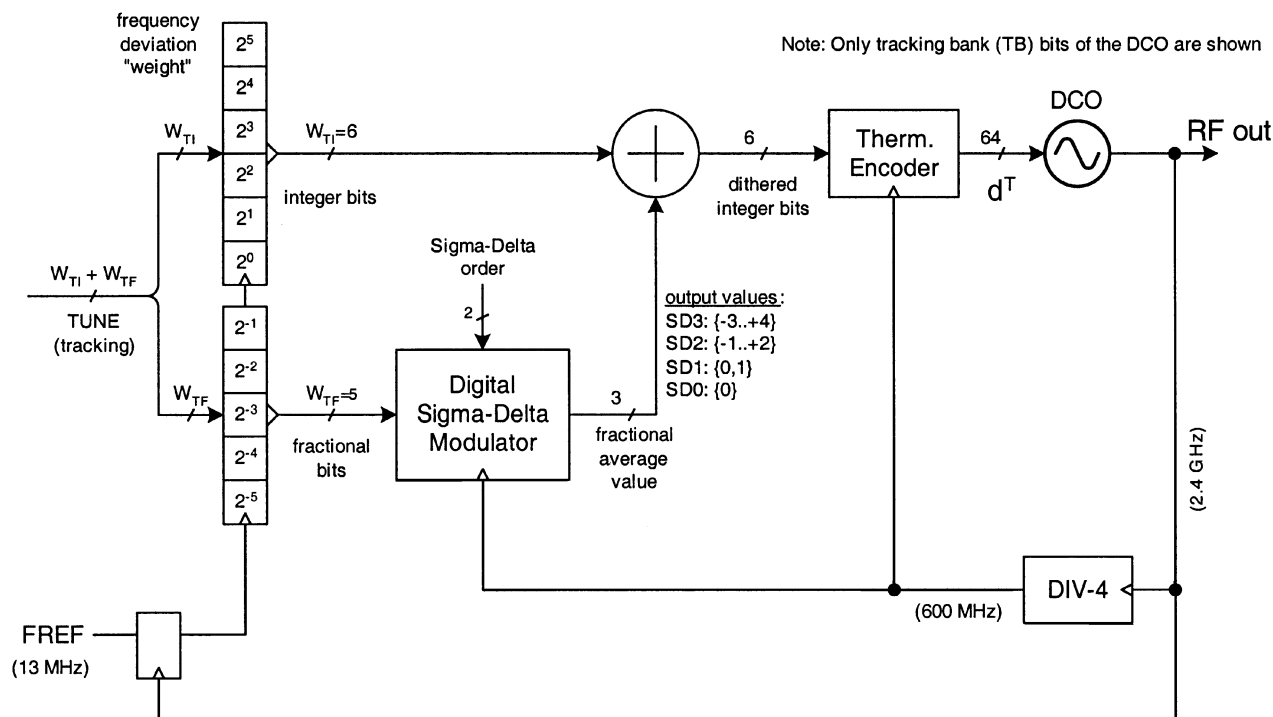 frequency
deviation
"weight"
Note: Only tracking bank (TB) bits of the DCO are shown
2⁵
2⁴
2³
2²
2¹
2⁰
W_TI
W_TI=6
integer bits
6
dithered
integer bits
Therm.
Encoder
64
d^T
DCO
RF out
W_TI + W_TF
TUNE
(tracking)
Sigma-Delta
order
2
output values:
SD3: {-3..+4}
SD2: {-1..+2}
SD1: {0,1}
SD0: {0}
2⁻¹
2⁻²
2⁻³
2⁻⁴
2⁻⁵
W_TF
W_TF=5
fractional
bits
Digital
Sigma-Delta
Modulator
3
fractional
average
value
(2.4 GHz)
DIV-4
(600 MHz)
FREF
(13 MHz)